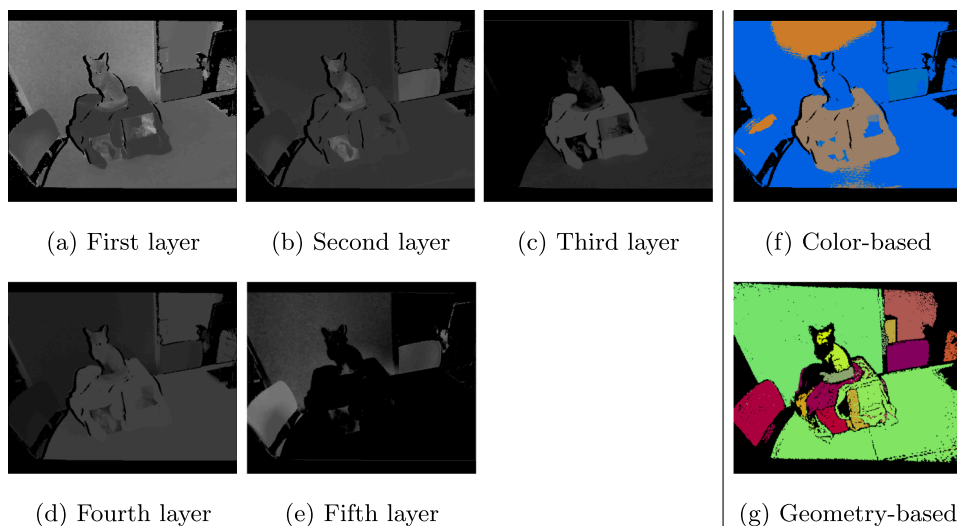 (a) First layer
(b) Second layer
(c) Third layer
(f) Color-based
(d) Fourth layer
(e) Fifth layer
(g) Geometry-based